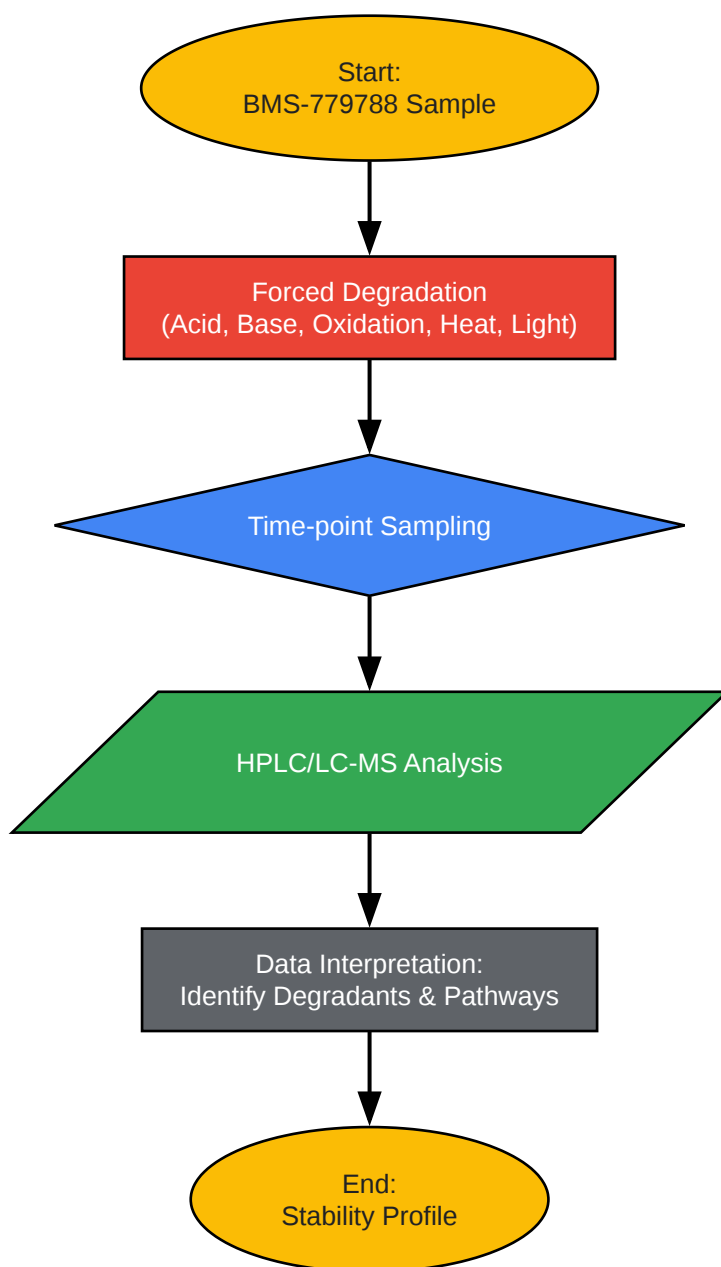 Start:
BMS-779788 Sample
Forced Degradation
(Acid, Base, Oxidation, Heat, Light)
Time-point Sampling
HPLC/LC-MS Analysis
Data Interpretation:
Identify Degradants & Pathways
End:
Stability Profile